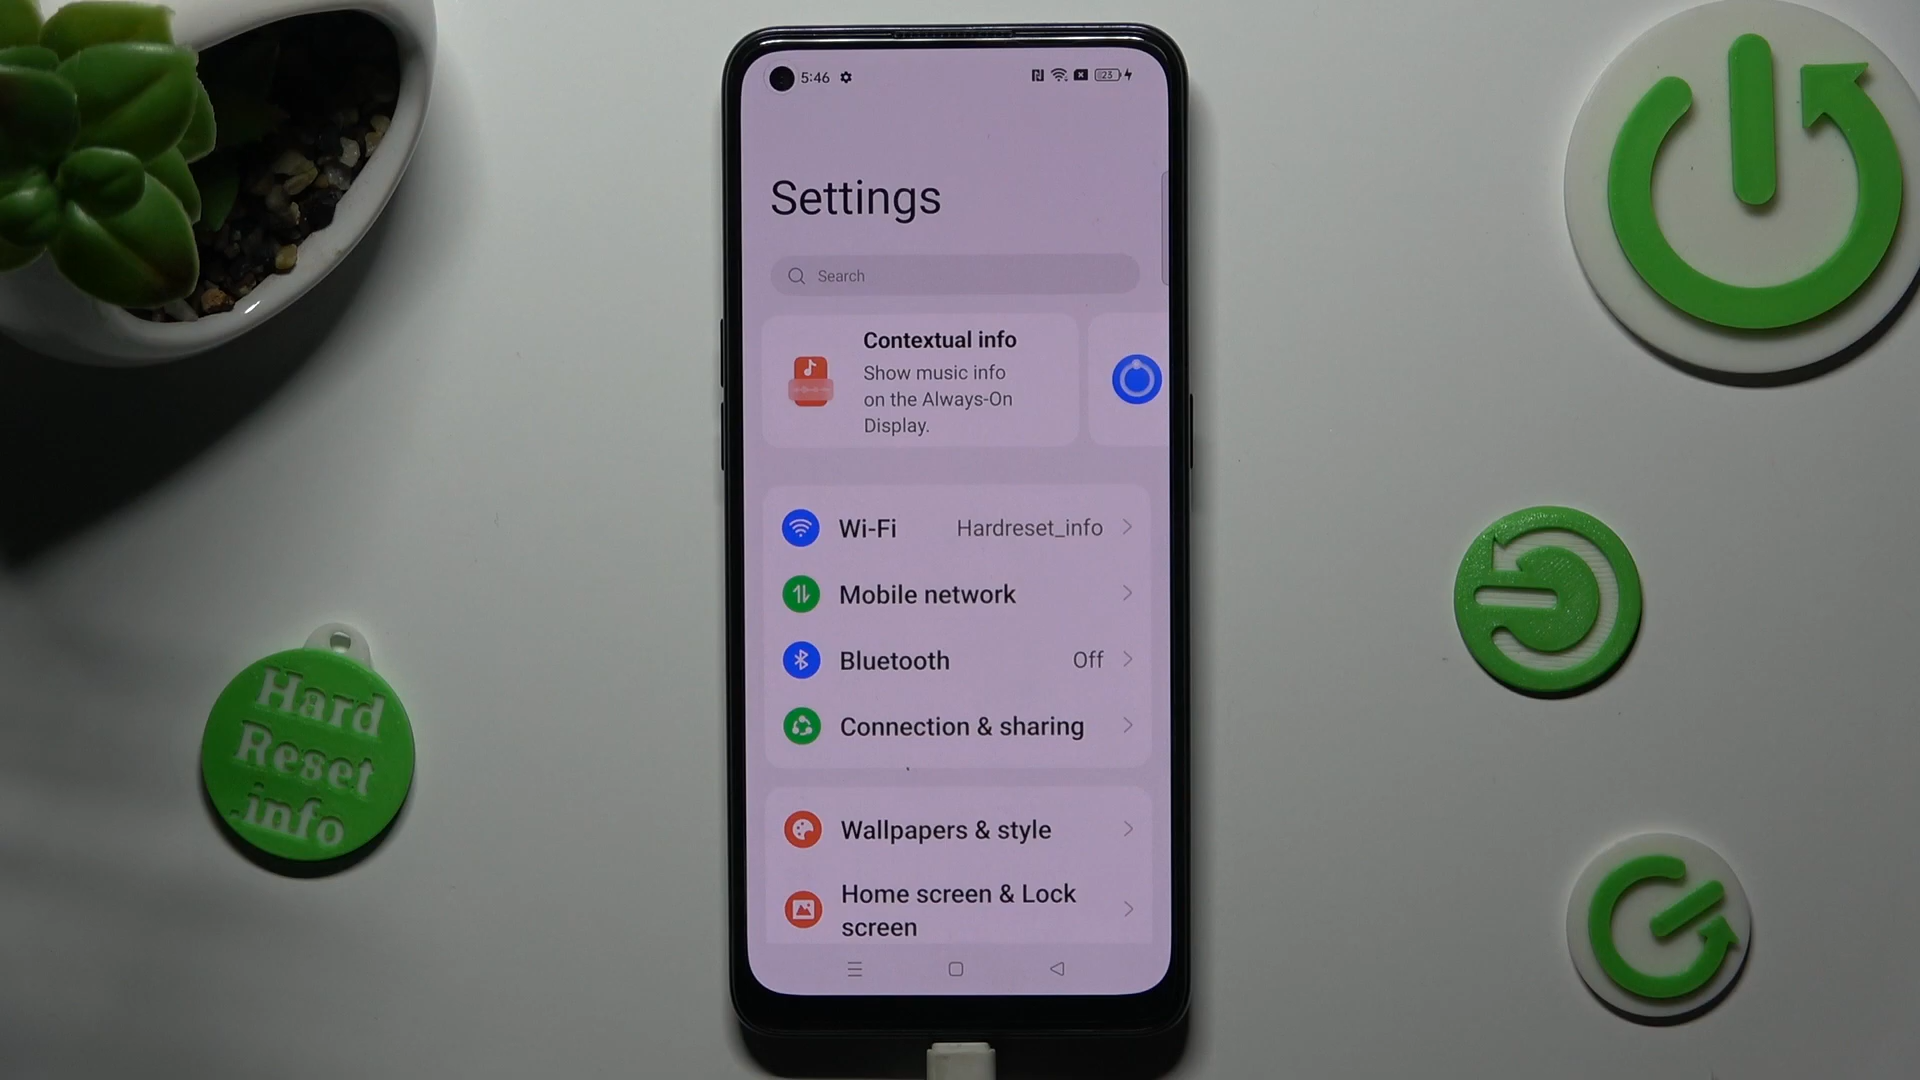 5:46
23
Settings
Search
Contextual info
Show music info
on the Always-On
Display.
Wi-Fi Hardreset_info
Mobile network
Bluetooth Off
Connection & sharing
Wallpapers & style
Home screen & Lock
screen
Hard
Reset
.info